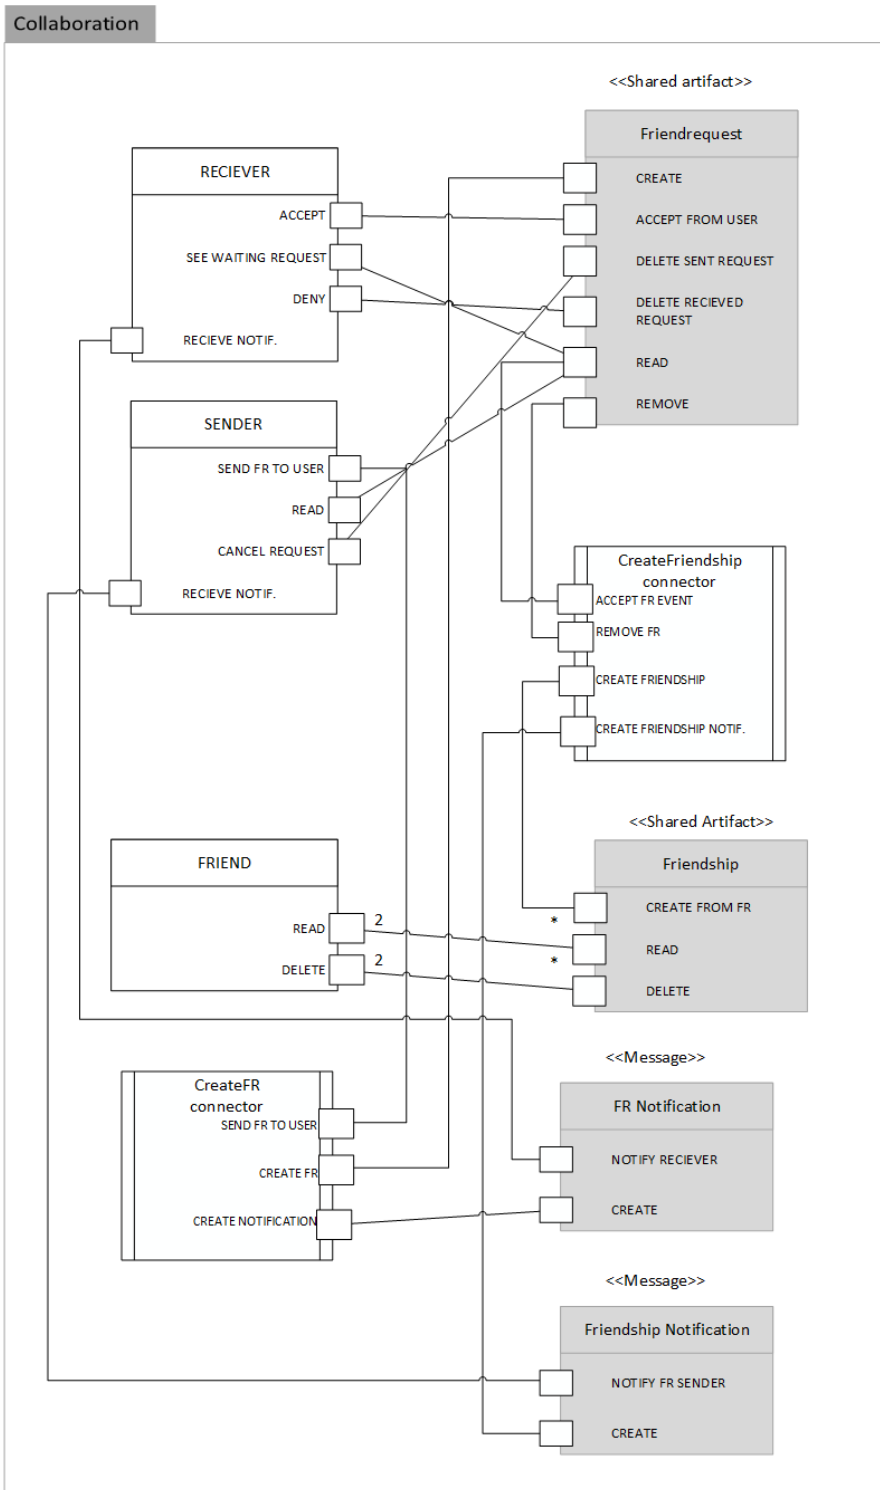 Collaboration
<<Shared artifact>>
Friendrequest
CREATE
ACCEPT FROM USER
DELETE SENT REQUEST
DELETE RECIEVED
REQUEST
READ
REMOVE
RECIEVER
ACCEPT
SEE WAITING REQUEST
DENY
RECIEVE NOTIF.
SENDER
SEND FR TO USER
READ
CANCEL REQUEST
RECIEVE NOTIF.
CreateFriendship
connector
ACCEPT FR EVENT
REMOVE FR
CREATE FRIENDSHIP
CREATE FRIENDSHIP NOTIF.
<<Shared Artifact>>
Friendship
CREATE FROM FR
READ
DELETE
FRIEND
READ
DELETE
2
2
*
*
CreateFR
connector
SEND FR TO USER
CREATE FR
CREATE NOTIFICATION
<<Message>>
FR Notification
NOTIFY RECIEVER
CREATE
<<Message>>
Friendship Notification
NOTIFY FR SENDER
CREATE